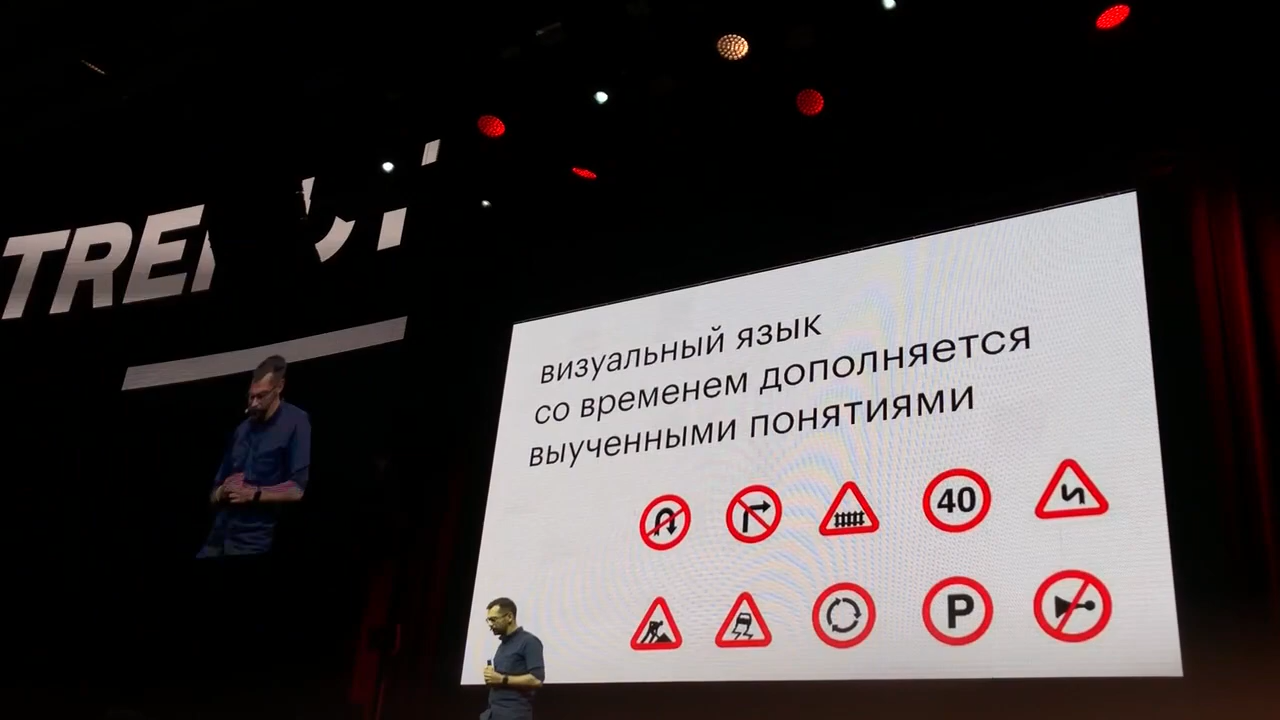 визуальный язык
со временем дополняется
выученными понятиями
40
P